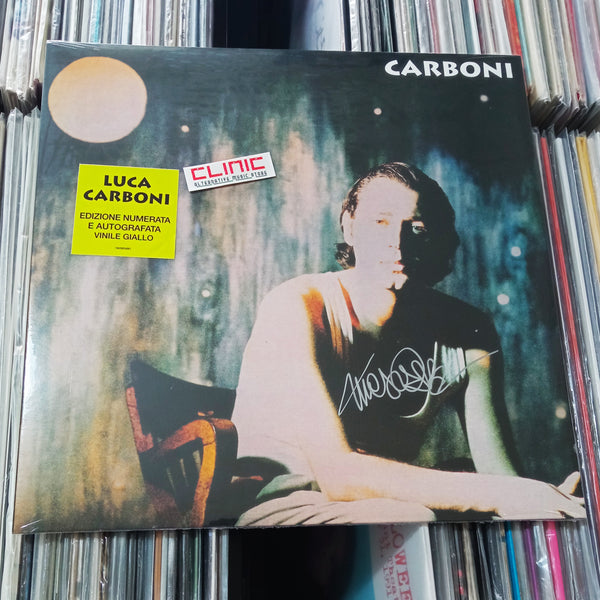 CARBONI
CLINIC
ALTERNATIVE MUSIC STORE
LUCA
CARBONI
EDIZIONE NUMERATA
E AUTOGRAFATA
VINILE GIALLO